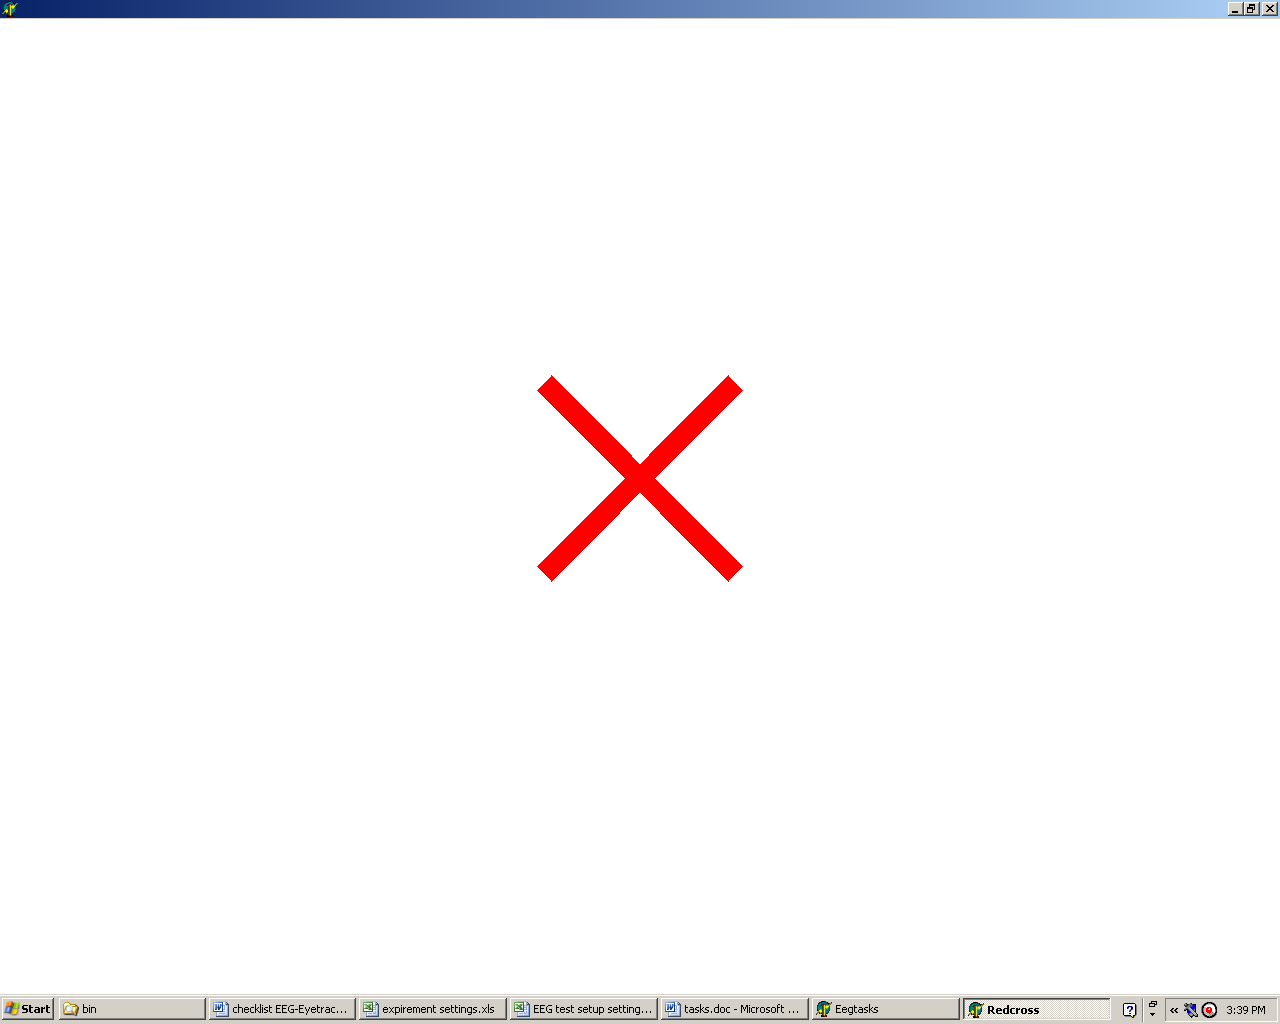 Start
bin
checklist EEG-Eyetrac...
expirement settings.xls
EEG test setup setting...
tasks.doc - Microsoft ...
Eegtasks
Redcross
3:39 PM